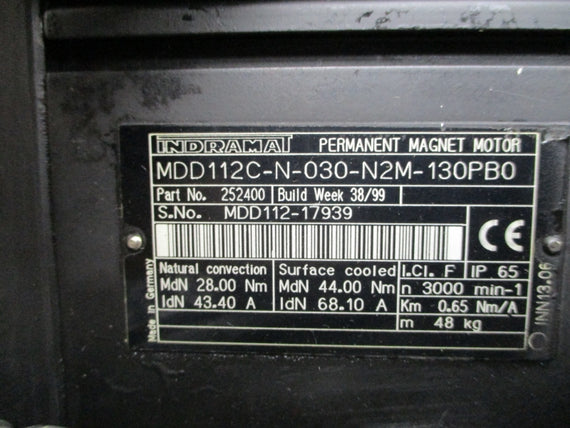 INDRAMAT PERMANENT MAGNET MOTOR
MDD112C-N-030-N2M-130PB0
Part No. 252400 Build Week 38/99
S.No. MDD112-17939
CE
Natural convection Surface cooled I.Cl. F IP 65
MdN 28.00 Nm MdN 44.00 Nm n 3000 min-1
IdN 43.40 A IdN 68.10 A Km 0.65 Nm/A
m 48 kg
Made in Germany
INN13.06